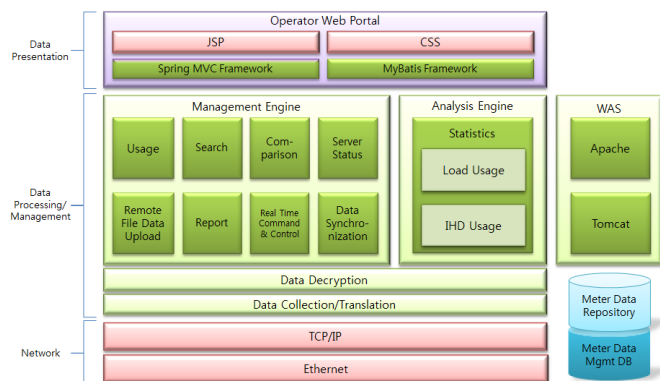 Operator Web Portal
Data
Presentation
JSP
CSS
Spring MVC Framework
MyBatis Framework
Management Engine
Analysis Engine
WAS
Usage
Search
Com-
parison
Server
Status
Statistics
Load Usage
Apache
Data
Processing/
Management
Remote
File Data
Upload
Report
Real Time
Command
& Control
Data
Synchro-
nization
IHD Usage
Tomcat
Data Decryption
Data Collection/Translation
Meter Data
Repository
Network
TCP/IP
Ethernet
Meter Data
Mgmt DB